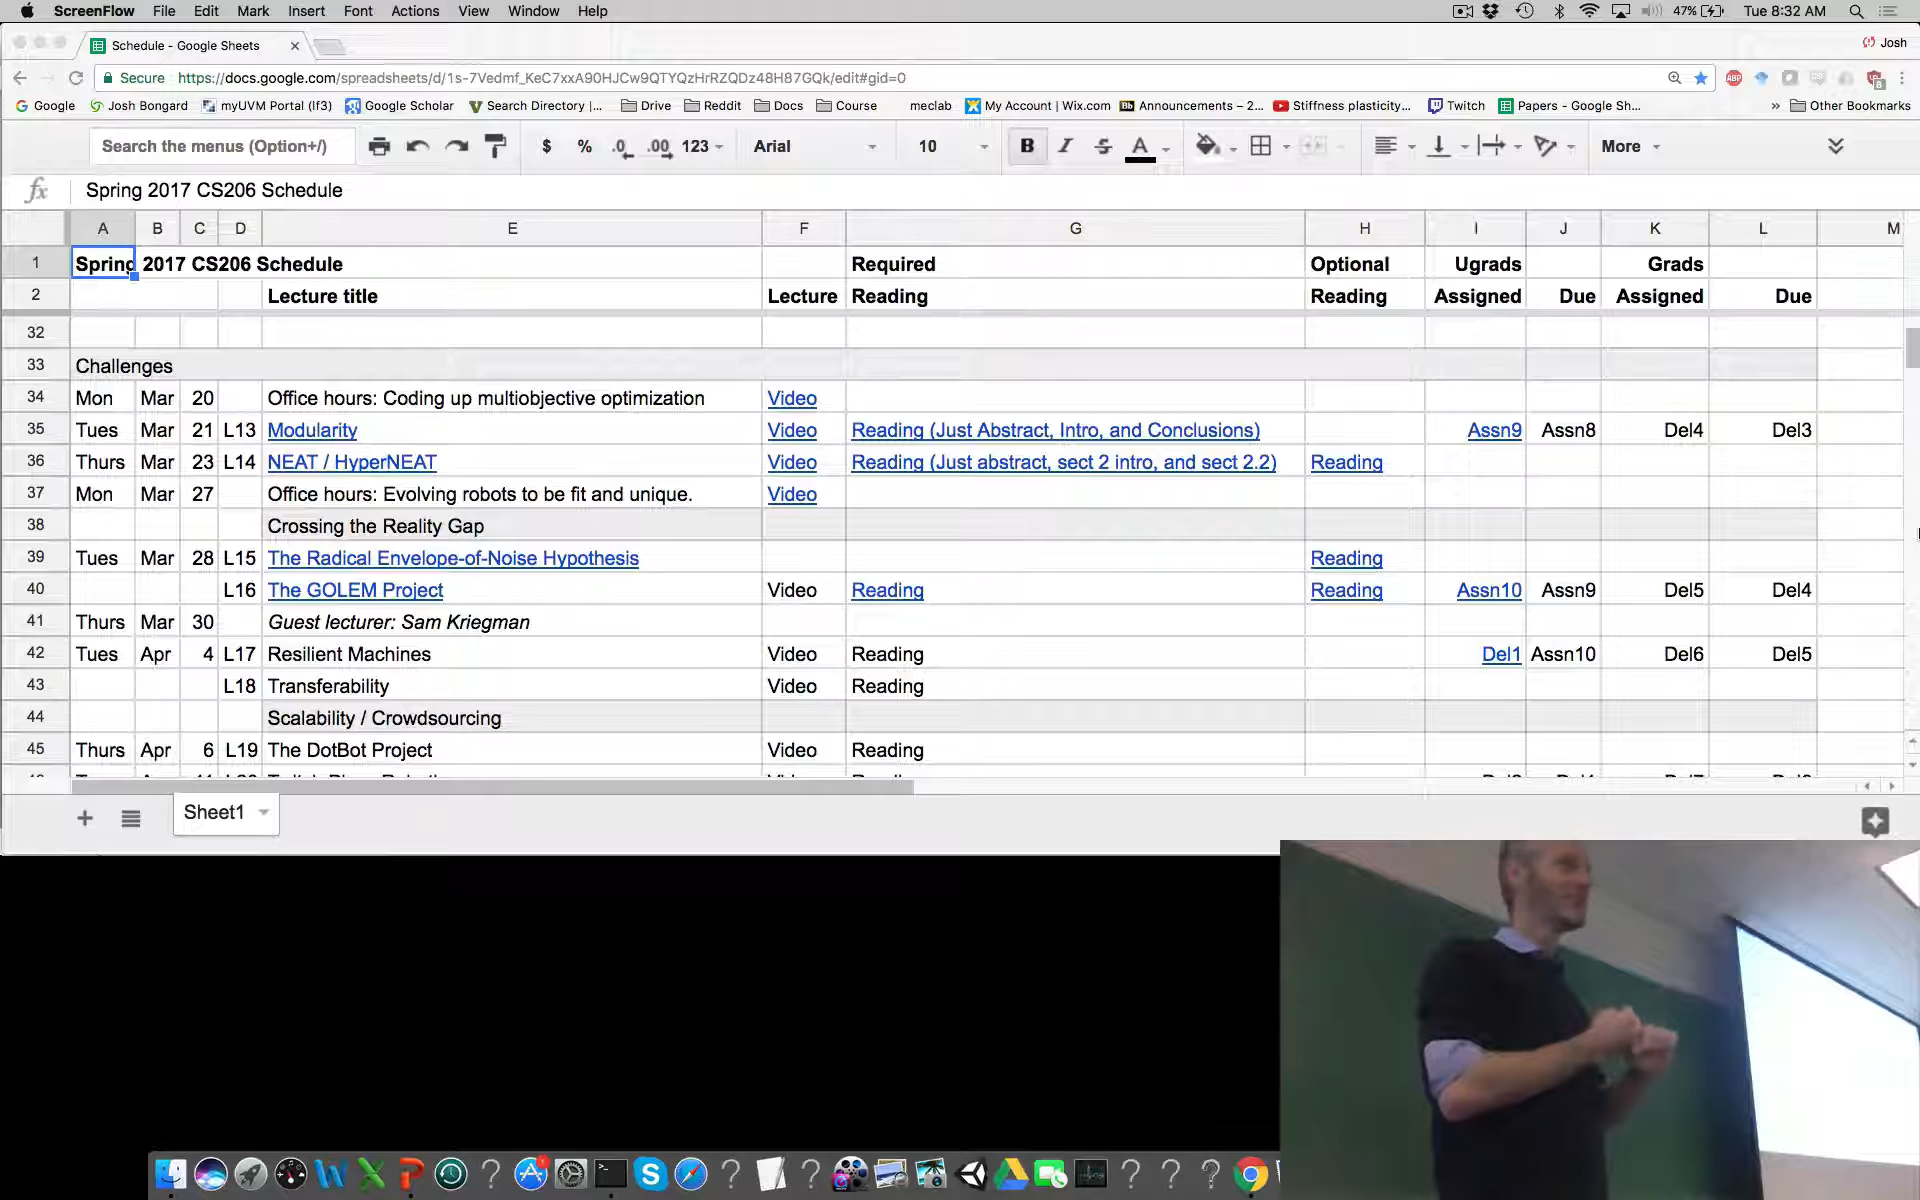 ScreenFlow File Edit Mark Insert Font Actions View Window Help 47% Tue 8:32 AM
Schedule - Google Sheets Josh
Secure https://docs.google.com/spreadsheets/d/1s-7Vedmf_KeC7xxA90HJCw9QTYQzHrRZQDz48H87GQk/edit#gid=0
Google Josh Bongard myUVM Portal (lf3) Google Scholar Search Directory |... Drive Reddit Docs Course meclab My Account | Wix.com Announcements – 2... Stiffness plasticity... Twitch Papers - Google Sh... » Other Bookmarks
Search the menus (Option+/) $ % .0 .00 123 Arial 10 B I S A More
fx Spring 2017 CS206 Schedule
A B C D E F G H I J K L M
1 Spring 2017 CS206 Schedule Required Optional Ugrads Grads
2 Lecture title Lecture Reading Reading Assigned Due Assigned Due
32
33 Challenges
34 Mon Mar 20 Office hours: Coding up multiobjective optimization Video
35 Tues Mar 21 L13 Modularity Video Reading (Just Abstract, Intro, and Conclusions) Assn9 Assn8 Del4 Del3
36 Thurs Mar 23 L14 NEAT / HyperNEAT Video Reading (Just abstract, sect 2 intro, and sect 2.2) Reading
37 Mon Mar 27 Office hours: Evolving robots to be fit and unique. Video
38 Crossing the Reality Gap
39 Tues Mar 28 L15 The Radical Envelope-of-Noise Hypothesis Reading
40 L16 The GOLEM Project Video Reading Reading Assn10 Assn9 Del5 Del4
41 Thurs Mar 30 Guest lecturer: Sam Kriegman
42 Tues Apr 4 L17 Resilient Machines Video Reading Del1 Assn10 Del6 Del5
43 L18 Transferability Video Reading
44 Scalability / Crowdsourcing
45 Thurs Apr 6 L19 The DotBot Project Video Reading
Sheet1